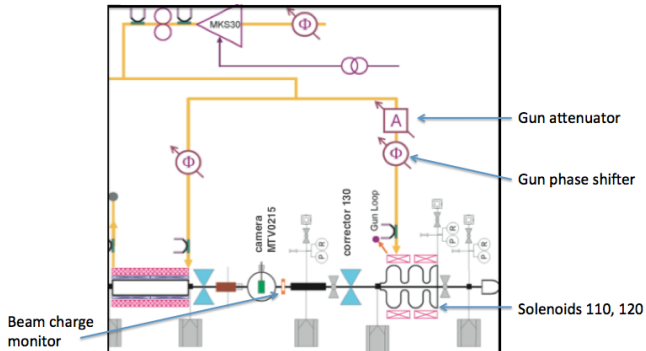 MKS30
Φ
A
Gun attenuator
Φ
Φ
Gun phase shifter
camera
MTV0215
corrector 130
Gun Loop
P R
P R
P R
Solenoids 110, 120
Beam charge
monitor